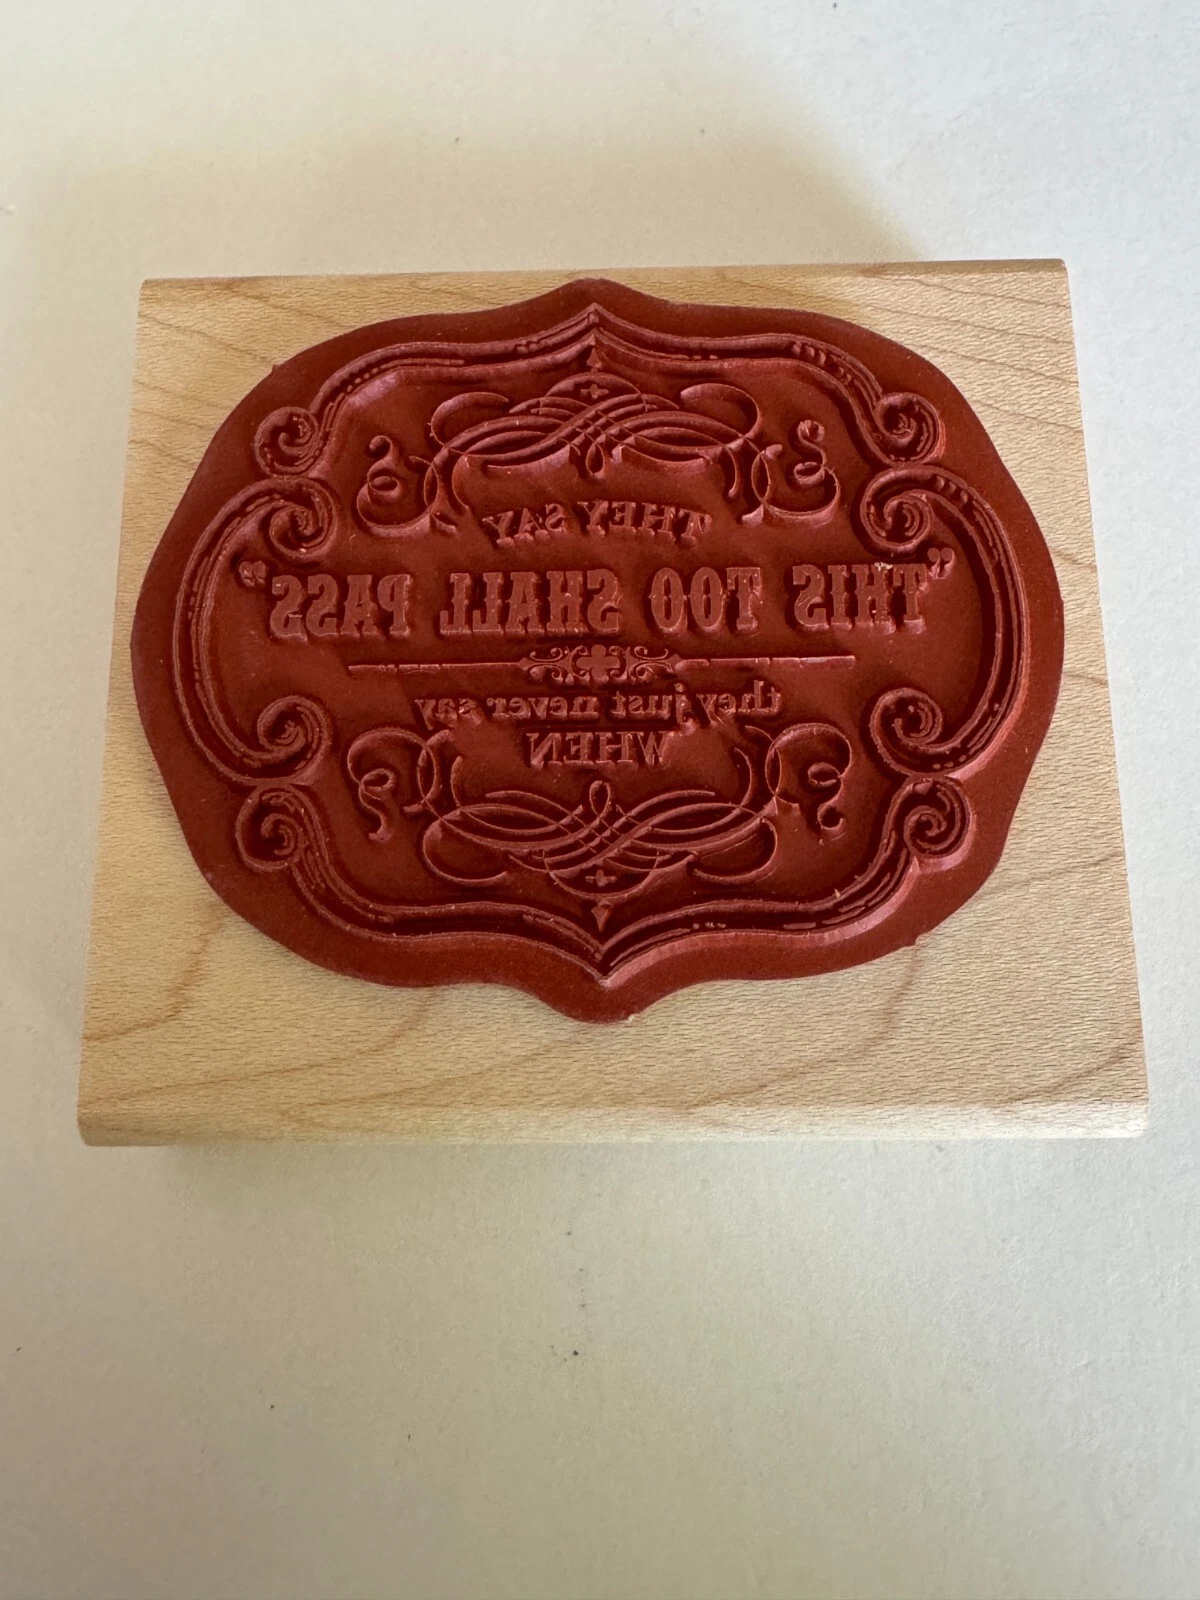 THEY SAY
"THIS TOO SHALL PASS"
they just never say
WHEN